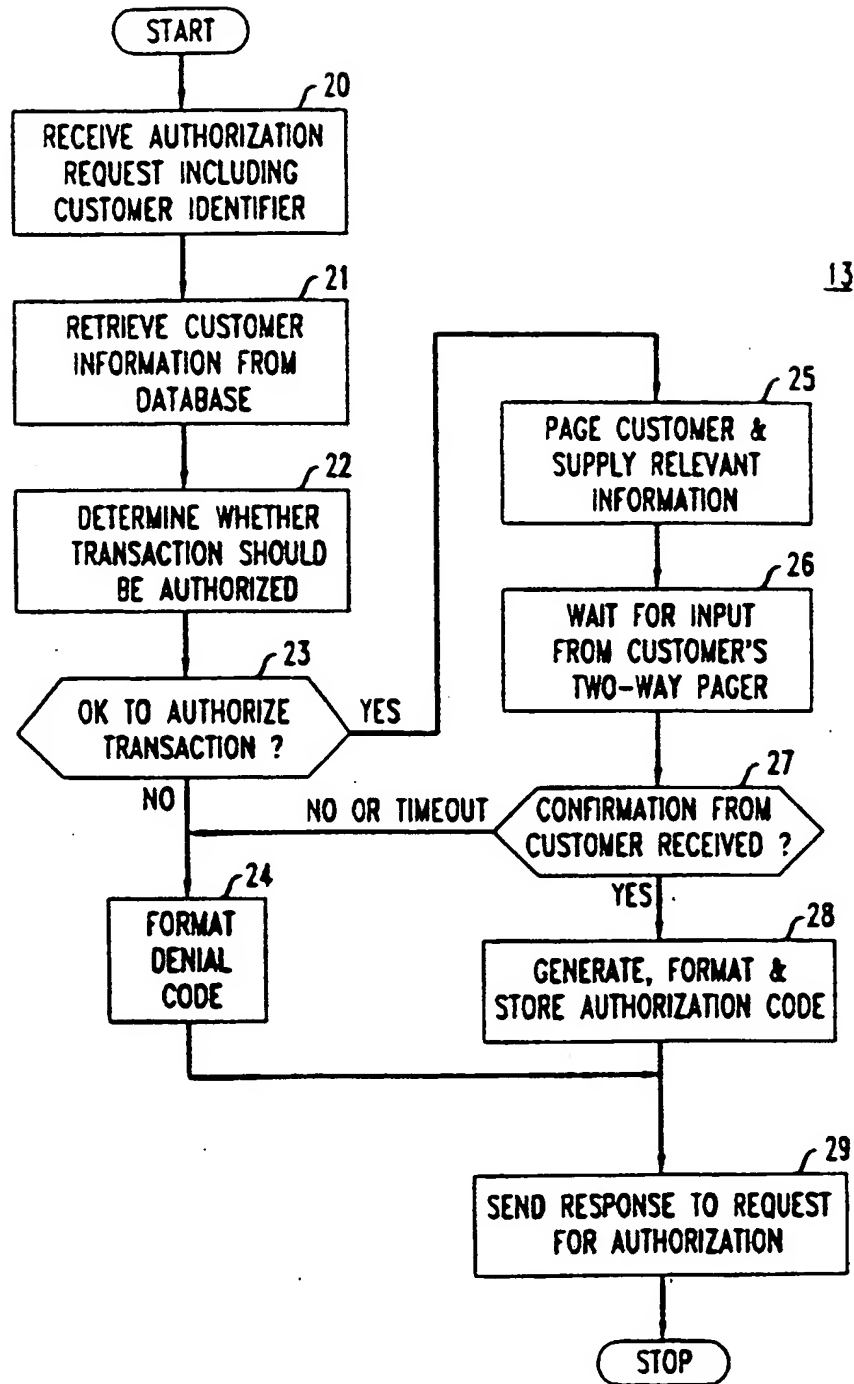 START
20
RECEIVE AUTHORIZATION
REQUEST INCLUDING
CUSTOMER IDENTIFIER
21
RETRIEVE CUSTOMER
INFORMATION FROM
DATABASE
22
DETERMINE WHETHER
TRANSACTION SHOULD
BE AUTHORIZED
23
OK TO AUTHORIZE
TRANSACTION ?
YES
NO
24
FORMAT
DENIAL
CODE
13
25
PAGE CUSTOMER &
SUPPLY RELEVANT
INFORMATION
26
WAIT FOR INPUT
FROM CUSTOMER'S
TWO-WAY PAGER
27
CONFIRMATION FROM
CUSTOMER RECEIVED ?
NO OR TIMEOUT
YES
28
GENERATE, FORMAT &
STORE AUTHORIZATION CODE
29
SEND RESPONSE TO REQUEST
FOR AUTHORIZATION
STOP